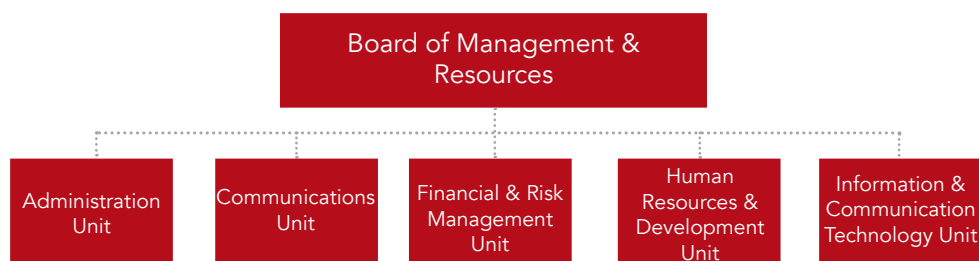 Board of Management &
Resources
Administration
Unit
Communications
Unit
Financial & Risk
Management
Unit
Human
Resources &
Development
Unit
Information &
Communication
Technology Unit